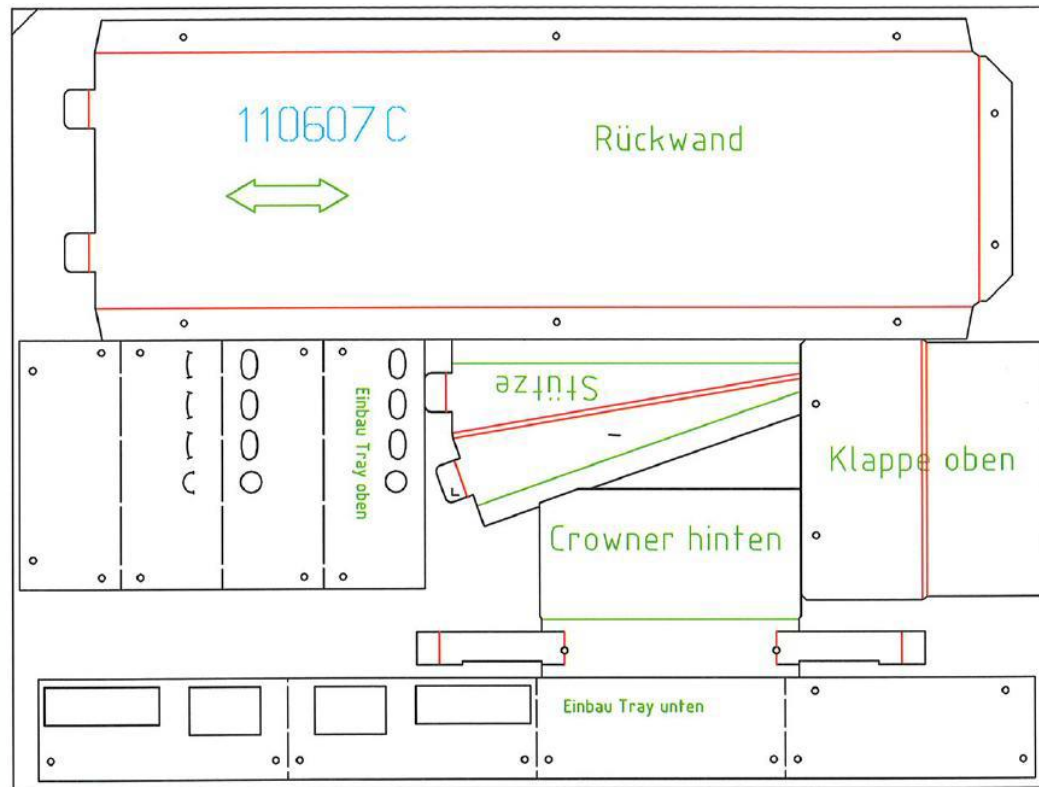 110607 C
Rückwand
Stütze
Einbau Tray oben
Klappe oben
Crowner hinten
Einbau Tray unten